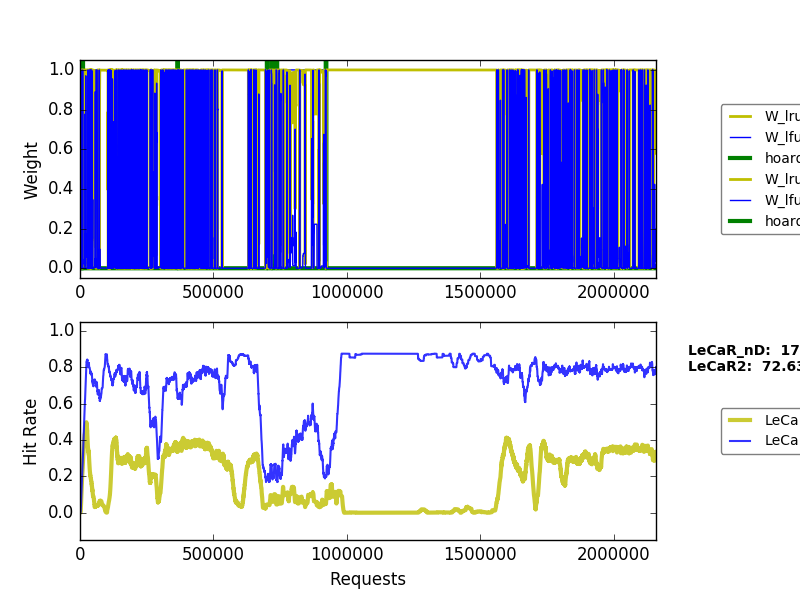 1.0
0.8
0.6
0.4
0.2
0.0
Weight
0
500000
1000000
1500000
2000000
W_lru
W_lfu
hoard
W_lru
W_lfu
hoard
1.0
0.8
0.6
0.4
0.2
0.0
Hit Rate
0
500000
1000000
1500000
2000000
Requests
LeCaR_nD: 17
LeCaR2: 72.63
LeCa
LeCa